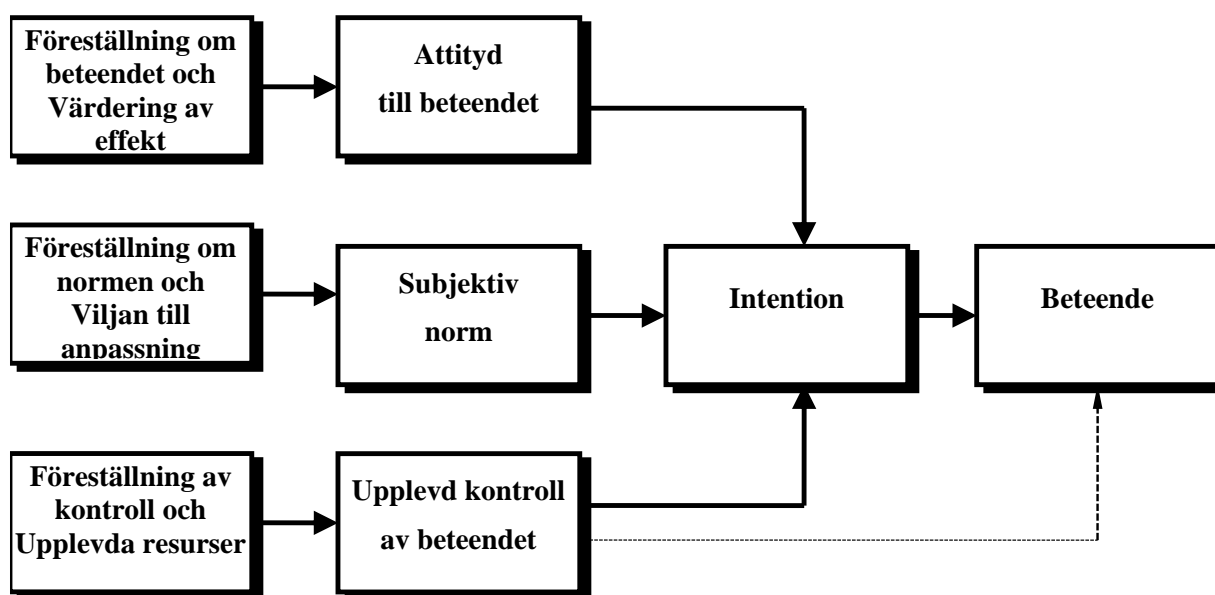 Föreställning om
beteendet och
Värdering av
effekt
Attityd
till beteendet
Föreställning om
normen och
Viljan till
anpassning
Subjektiv
norm
Intention
Beteende
Föreställning av
kontroll och
Upplevda resurser
Upplevd kontroll
av beteendet